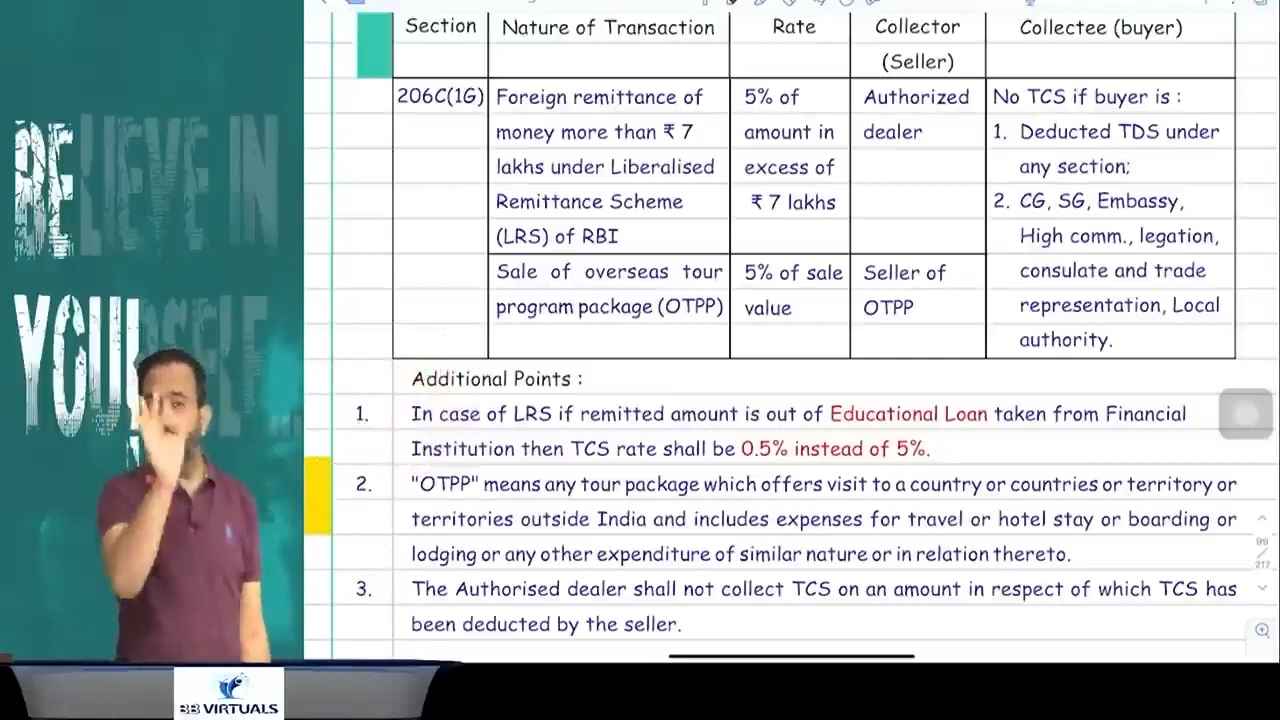 BELIEVE IN
YOURSELF
Section Nature of Transaction Rate Collector (Seller) Collectee (buyer)
206C(1G) Foreign remittance of money more than ₹ 7 lakhs under Liberalised Remittance Scheme (LRS) of RBI
5% of amount in excess of ₹ 7 lakhs
Authorized dealer
No TCS if buyer is :
1. Deducted TDS under any section;
2. CG, SG, Embassy, High comm., legation, consulate and trade representation, Local authority.
Sale of overseas tour program package (OTPP)
5% of sale value
Seller of OTPP
Additional Points :
1. In case of LRS if remitted amount is out of Educational Loan taken from Financial
Institution then TCS rate shall be 0.5% instead of 5%.
2. "OTPP" means any tour package which offers visit to a country or countries or territory or
territories outside India and includes expenses for travel or hotel stay or boarding or
lodging or any other expenditure of similar nature or in relation thereto.
3. The Authorised dealer shall not collect TCS on an amount in respect of which TCS has
been deducted by the seller.
99
/
217
BB VIRTUALS